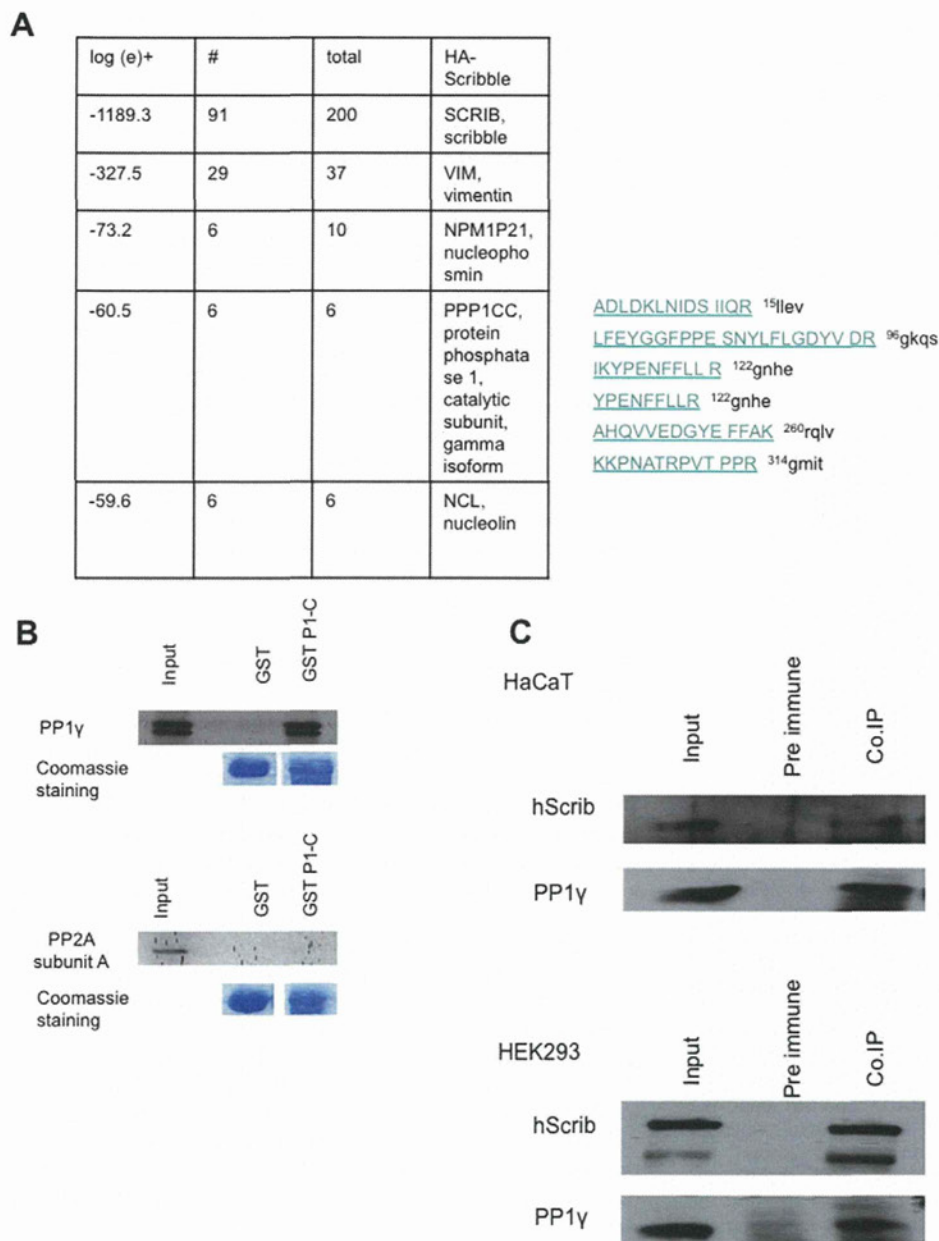 A
log (e)+ # total HA-
Scribble
-1189.3 91 200 SCRIB,
scribble
-327.5 29 37 VIM,
vimentin
-73.2 6 10 NPM1P21,
nucleopho
smin
-60.5 6 6 PPP1CC,
protein
phosphata
se 1,
catalytic
subunit,
gamma
isoform
-59.6 6 6 NCL,
nucleolin
ADLDKLNIDS IIQR 15llev
LFEYGGFPPE SNYLFLGDYV DR 96gkqs
IKYPENFFLL R 122gnhe
YPENFFLLR 122gnhe
AHQVVEDGYE FFAK 260rqlv
KKPNATRPVT PPR 314gmit
B
Input GST GST P1-C
PP1γ
Coomassie
staining
Input GST GST P1-C
PP2A
subunit A
Coomassie
staining
C
HaCaT
Input Pre immune Co.IP
hScrib
PP1γ
HEK293
Input Pre immune Co.IP
hScrib
PP1γ